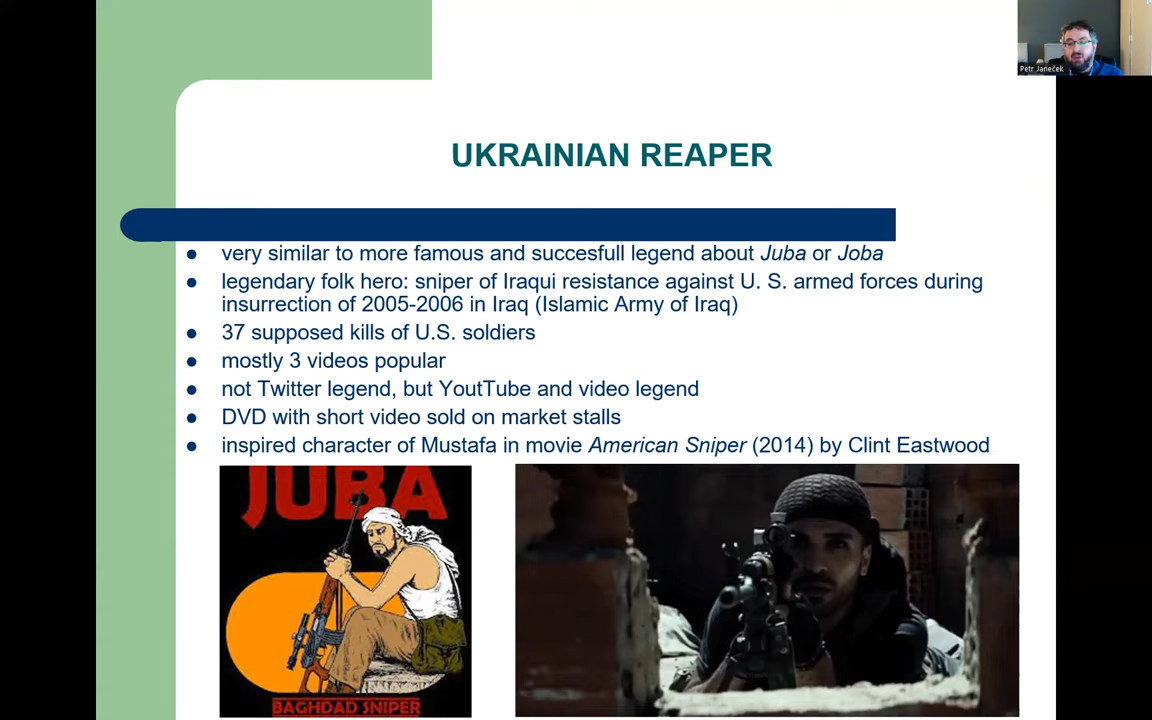 Petr Janeček
UKRAINIAN REAPER
very similar to more famous and succesfull legend about Juba or Joba
legendary folk hero: sniper of Iraqui resistance against U. S. armed forces during
insurrection of 2005-2006 in Iraq (Islamic Army of Iraq)
37 supposed kills of U.S. soldiers
mostly 3 videos popular
not Twitter legend, but YoutTube and video legend
DVD with short video sold on market stalls
inspired character of Mustafa in movie American Sniper (2014) by Clint Eastwood
JUBA
BAGHDAD SNIPER